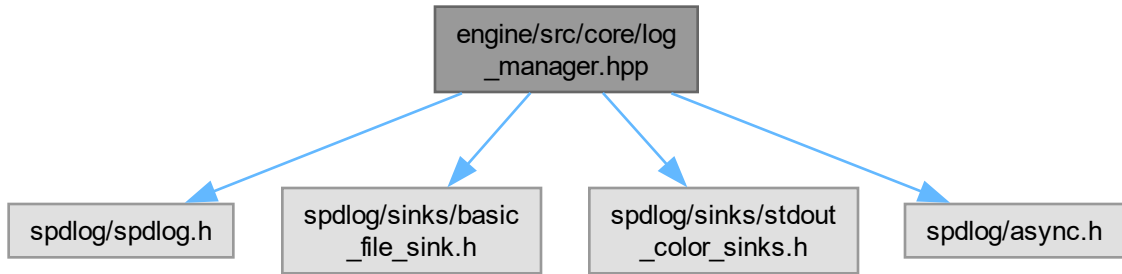 engine/src/core/log
_manager.hpp
spdlog/spdlog.h
spdlog/sinks/basic
_file_sink.h
spdlog/sinks/stdout
_color_sinks.h
spdlog/async.h